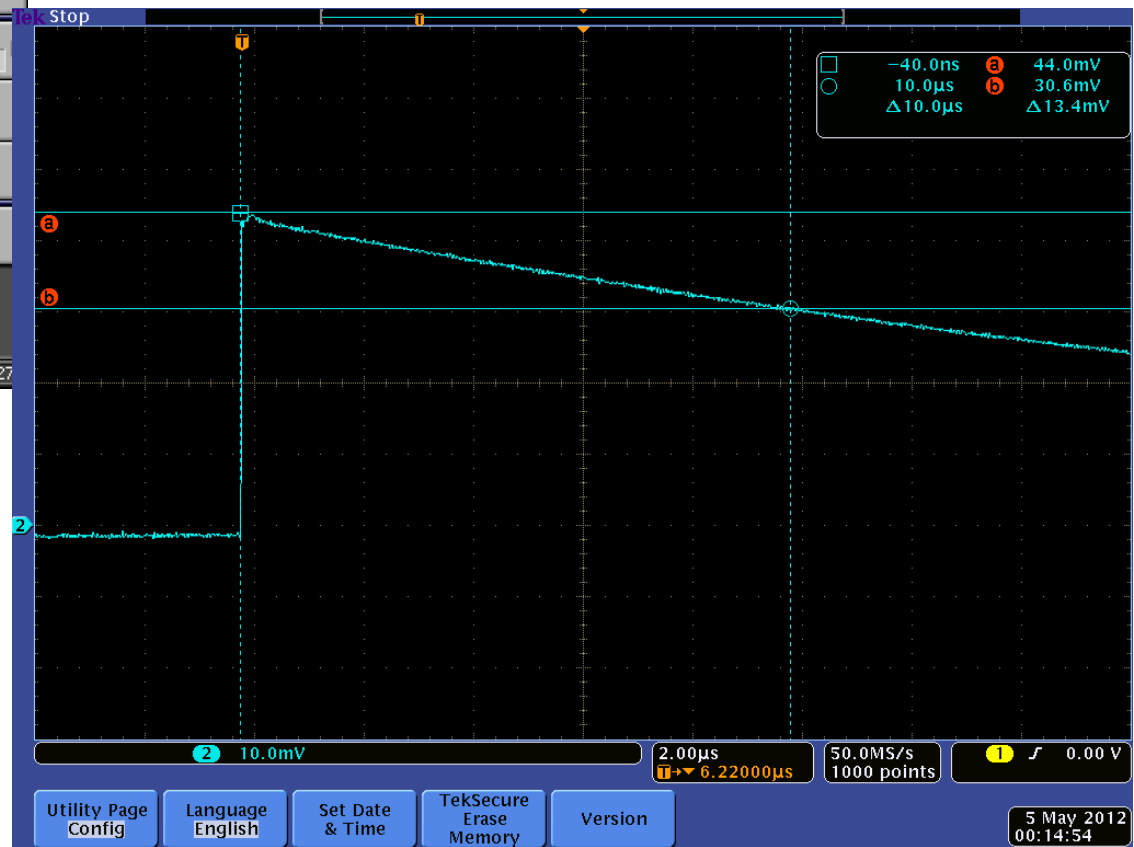 Tek Stop
T
T
−40.0ns a 44.0mV
10.0µs b 30.6mV
Δ10.0µs Δ13.4mV
a
b
2
27
2 10.0mV
2.00µs
T→▼ 6.22000µs
50.0MS/s
1000 points
1 0.00 V
Utility Page
Config
Language
English
Set Date
& Time
TekSecure
Erase
Memory
Version
5 May 2012
00:14:54